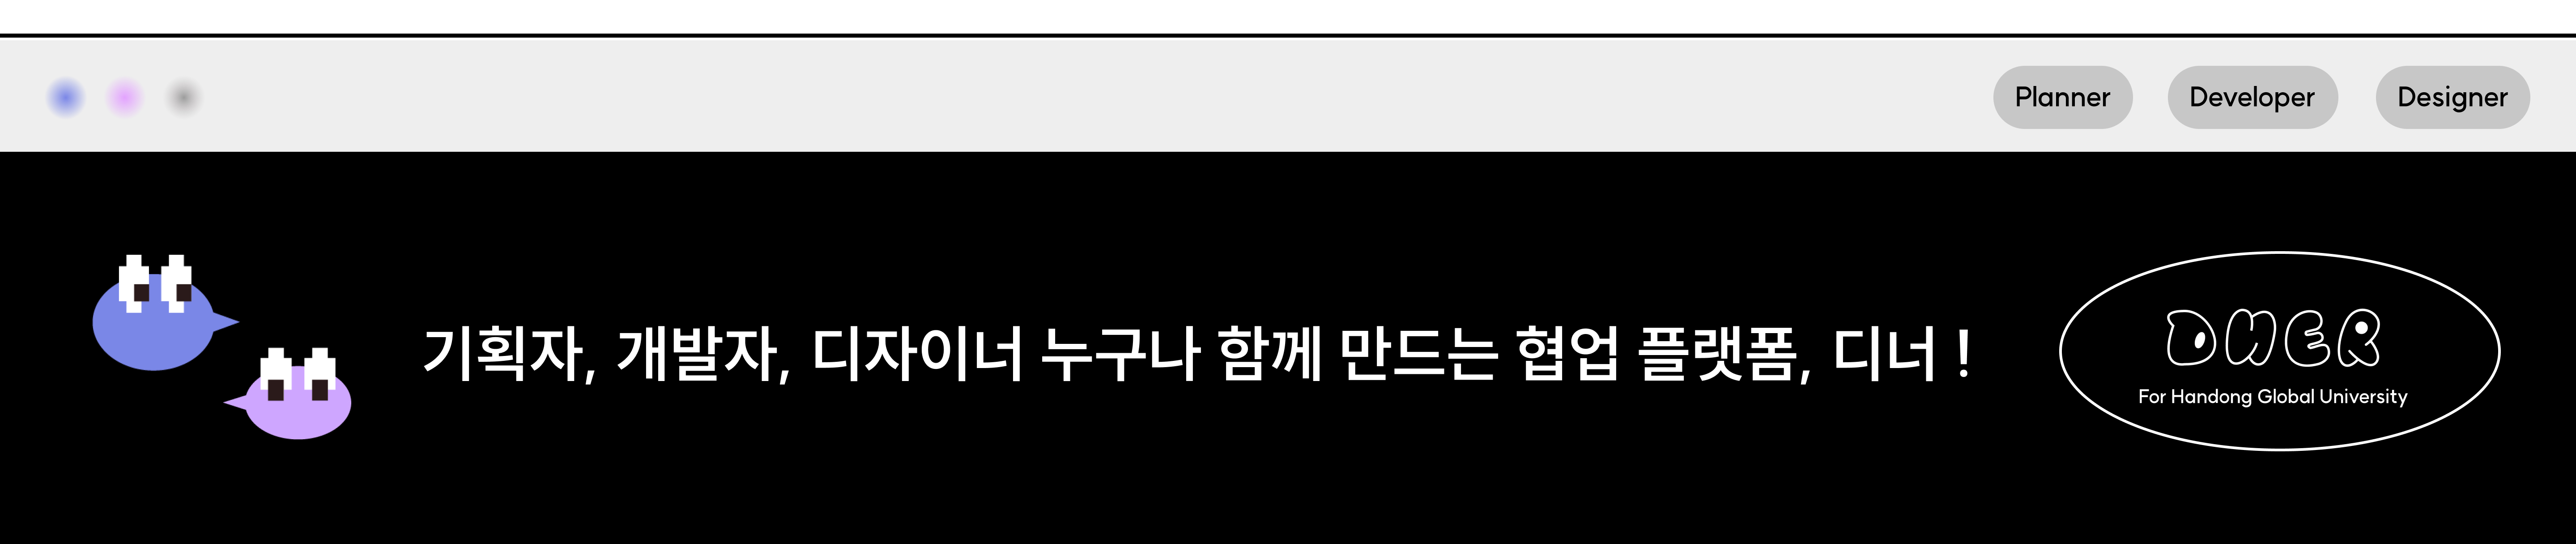 Planner Developer Designer
기획자, 개발자, 디자이너 누구나 함께 만드는 협업 플랫폼, 디너 !
DNER
For Handong Global University